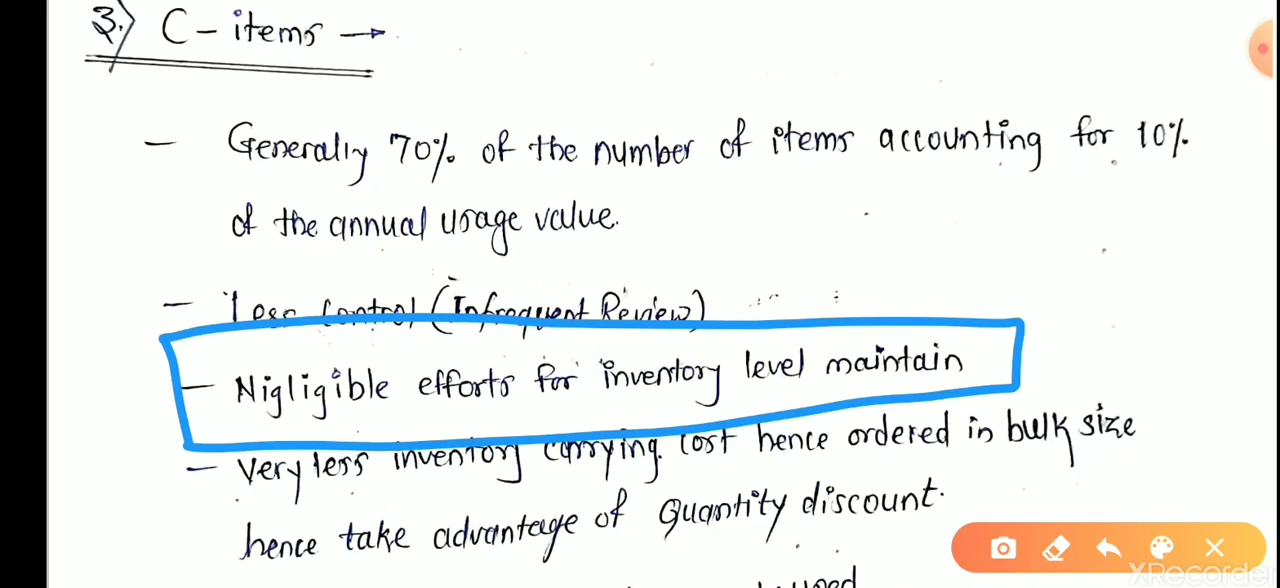 3.) C - items →
- Generally 70% of the number of items accounting for 10%
of the annual usage value.
- Less Control (Infrequent Review)
- Nigligible efforts for inventory level maintain
- Very less inventory carrying cost hence ordered in bulk size
hence take advantage of Quantity discount.
used
XRecorder